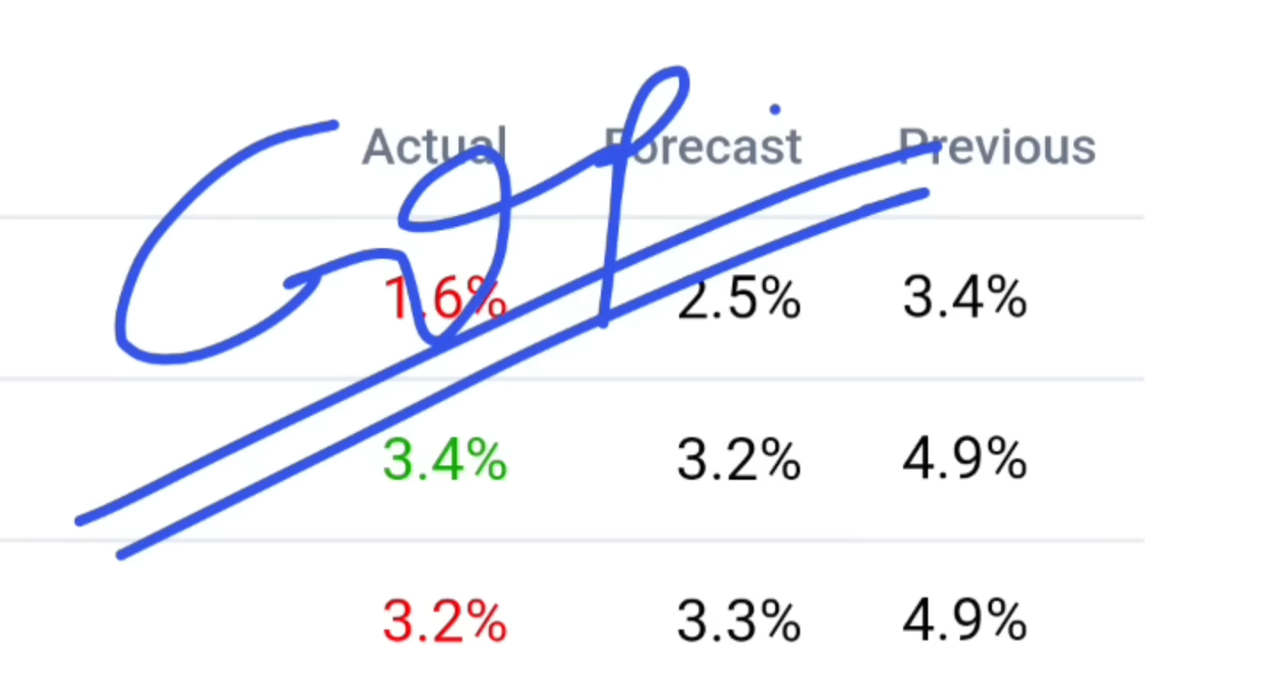 GDP
Actual Forecast Previous
1.6% 2.5% 3.4%
3.4% 3.2% 4.9%
3.2% 3.3% 4.9%